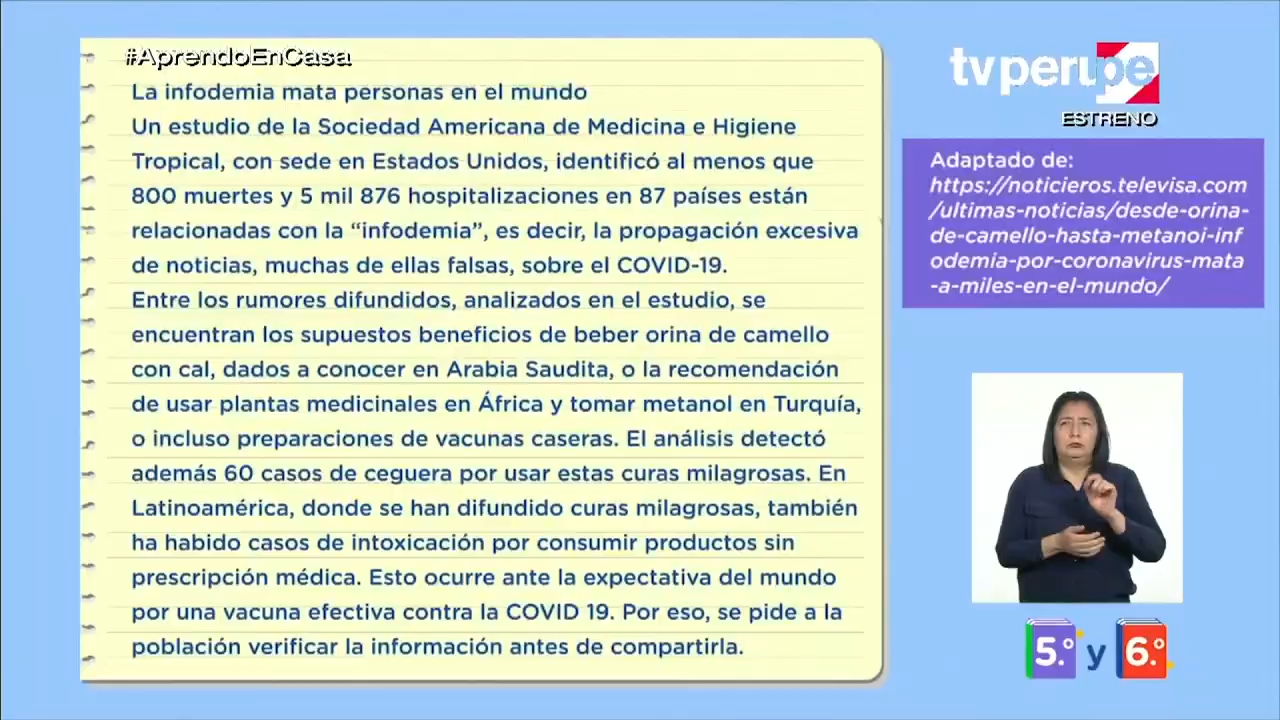 #AprendoEnCasa
La infodemia mata personas en el mundo
Un estudio de la Sociedad Americana de Medicina e Higiene
Tropical, con sede en Estados Unidos, identificó al menos que
800 muertes y 5 mil 876 hospitalizaciones en 87 países están
relacionadas con la “infodemia”, es decir, la propagación excesiva
de noticias, muchas de ellas falsas, sobre el COVID-19.
Entre los rumores difundidos, analizados en el estudio, se
encuentran los supuestos beneficios de beber orina de camello
con cal, dados a conocer en Arabia Saudita, o la recomendación
de usar plantas medicinales en África y tomar metanol en Turquía,
o incluso preparaciones de vacunas caseras. El análisis detectó
además 60 casos de ceguera por usar estas curas milagrosas. En
Latinoamérica, donde se han difundido curas milagrosas, también
ha habido casos de intoxicación por consumir productos sin
prescripción médica. Esto ocurre ante la expectativa del mundo
por una vacuna efectiva contra la COVID 19. Por eso, se pide a la
población verificar la información antes de compartirla.
tvperu.pe
ESTRENO
Adaptado de:
https://noticieros.televisa.com
/ultimas-noticias/desde-orina-
de-camello-hasta-metanoi-inf
odemia-por-coronavirus-mata
-a-miles-en-el-mundo/
5.º y 6.º